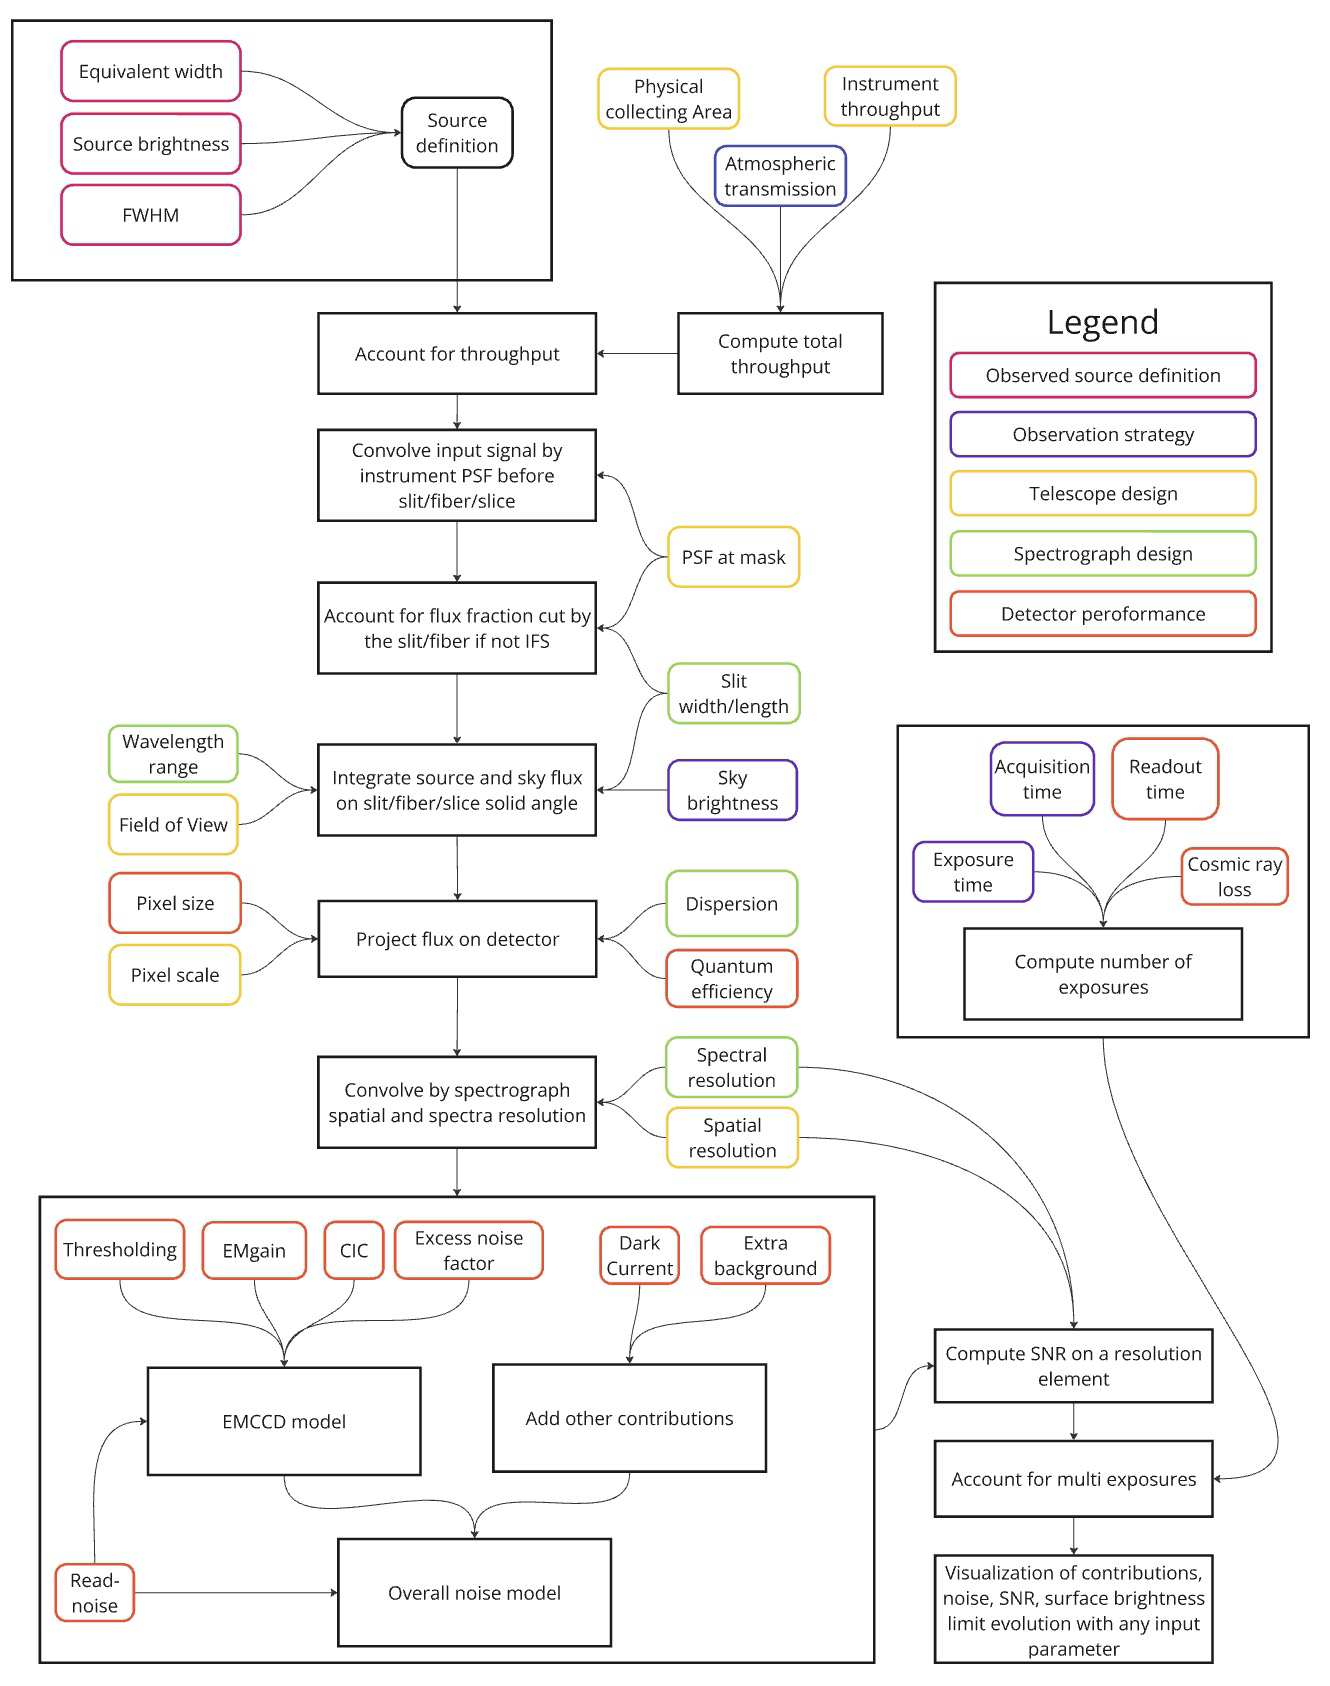 Equivalent width
Source brightness
FWHM
Source
definition
Physical
collecting Area
Instrument
throughput
Atmospheric
transmission
Account for throughput
Compute total
throughput
Legend
Observed source definition
Observation strategy
Telescope design
Spectrograph design
Detector peroformance
Convolve input signal by
instrument PSF before
slit/fiber/slice
PSF at mask
Account for flux fraction cut by
the slit/fiber if not IFS
Slit
width/length
Wavelength
range
Field of View
Integrate source and sky flux
on slit/fiber/slice solid angle
Sky
brightness
Acquisition
time
Readout
time
Exposure
time
Cosmic ray
loss
Compute number of
exposures
Pixel size
Pixel scale
Project flux on detector
Dispersion
Quantum
efficiency
Convolve by spectrograph
spatial and spectra resolution
Spectral
resolution
Spatial
resolution
Thresholding
EMgain
CIC
Excess noise
factor
Dark
Current
Extra
background
EMCCD model
Add other contributions
Read-
noise
Overall noise model
Compute SNR on a resolution
element
Account for multi exposures
Visualization of contributions,
noise, SNR, surface brightness
limit evolution with any input
parameter